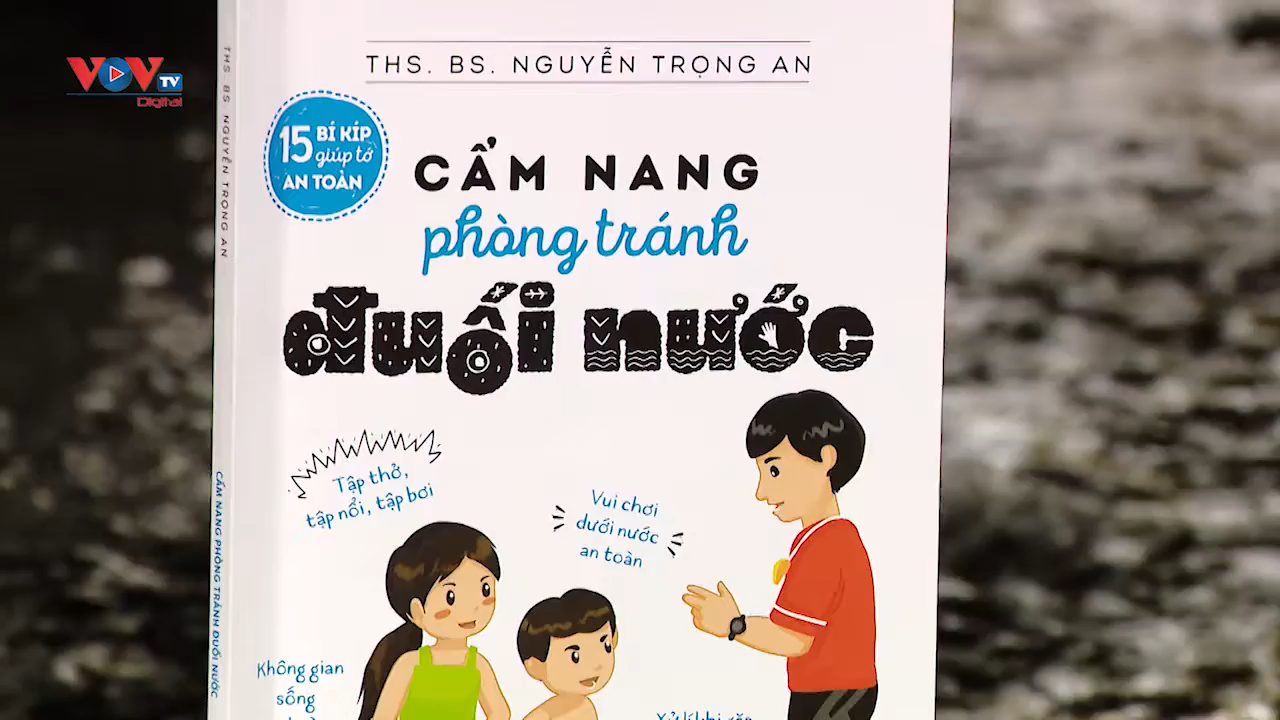 VOV TV
Digital
THS. BS. NGUYỄN TRỌNG AN
15 BÍ KÍP
giúp tớ
AN TOÀN
CẨM NANG
phòng tránh
đuối nước
Tập thở,
tập nổi, tập bơi
Vui chơi
dưới nước
an toàn
Không gian
sống
THS. BS. NGUYỄN TRỌNG AN
CẨM NANG PHÒNG TRÁNH ĐUỐI NƯỚC